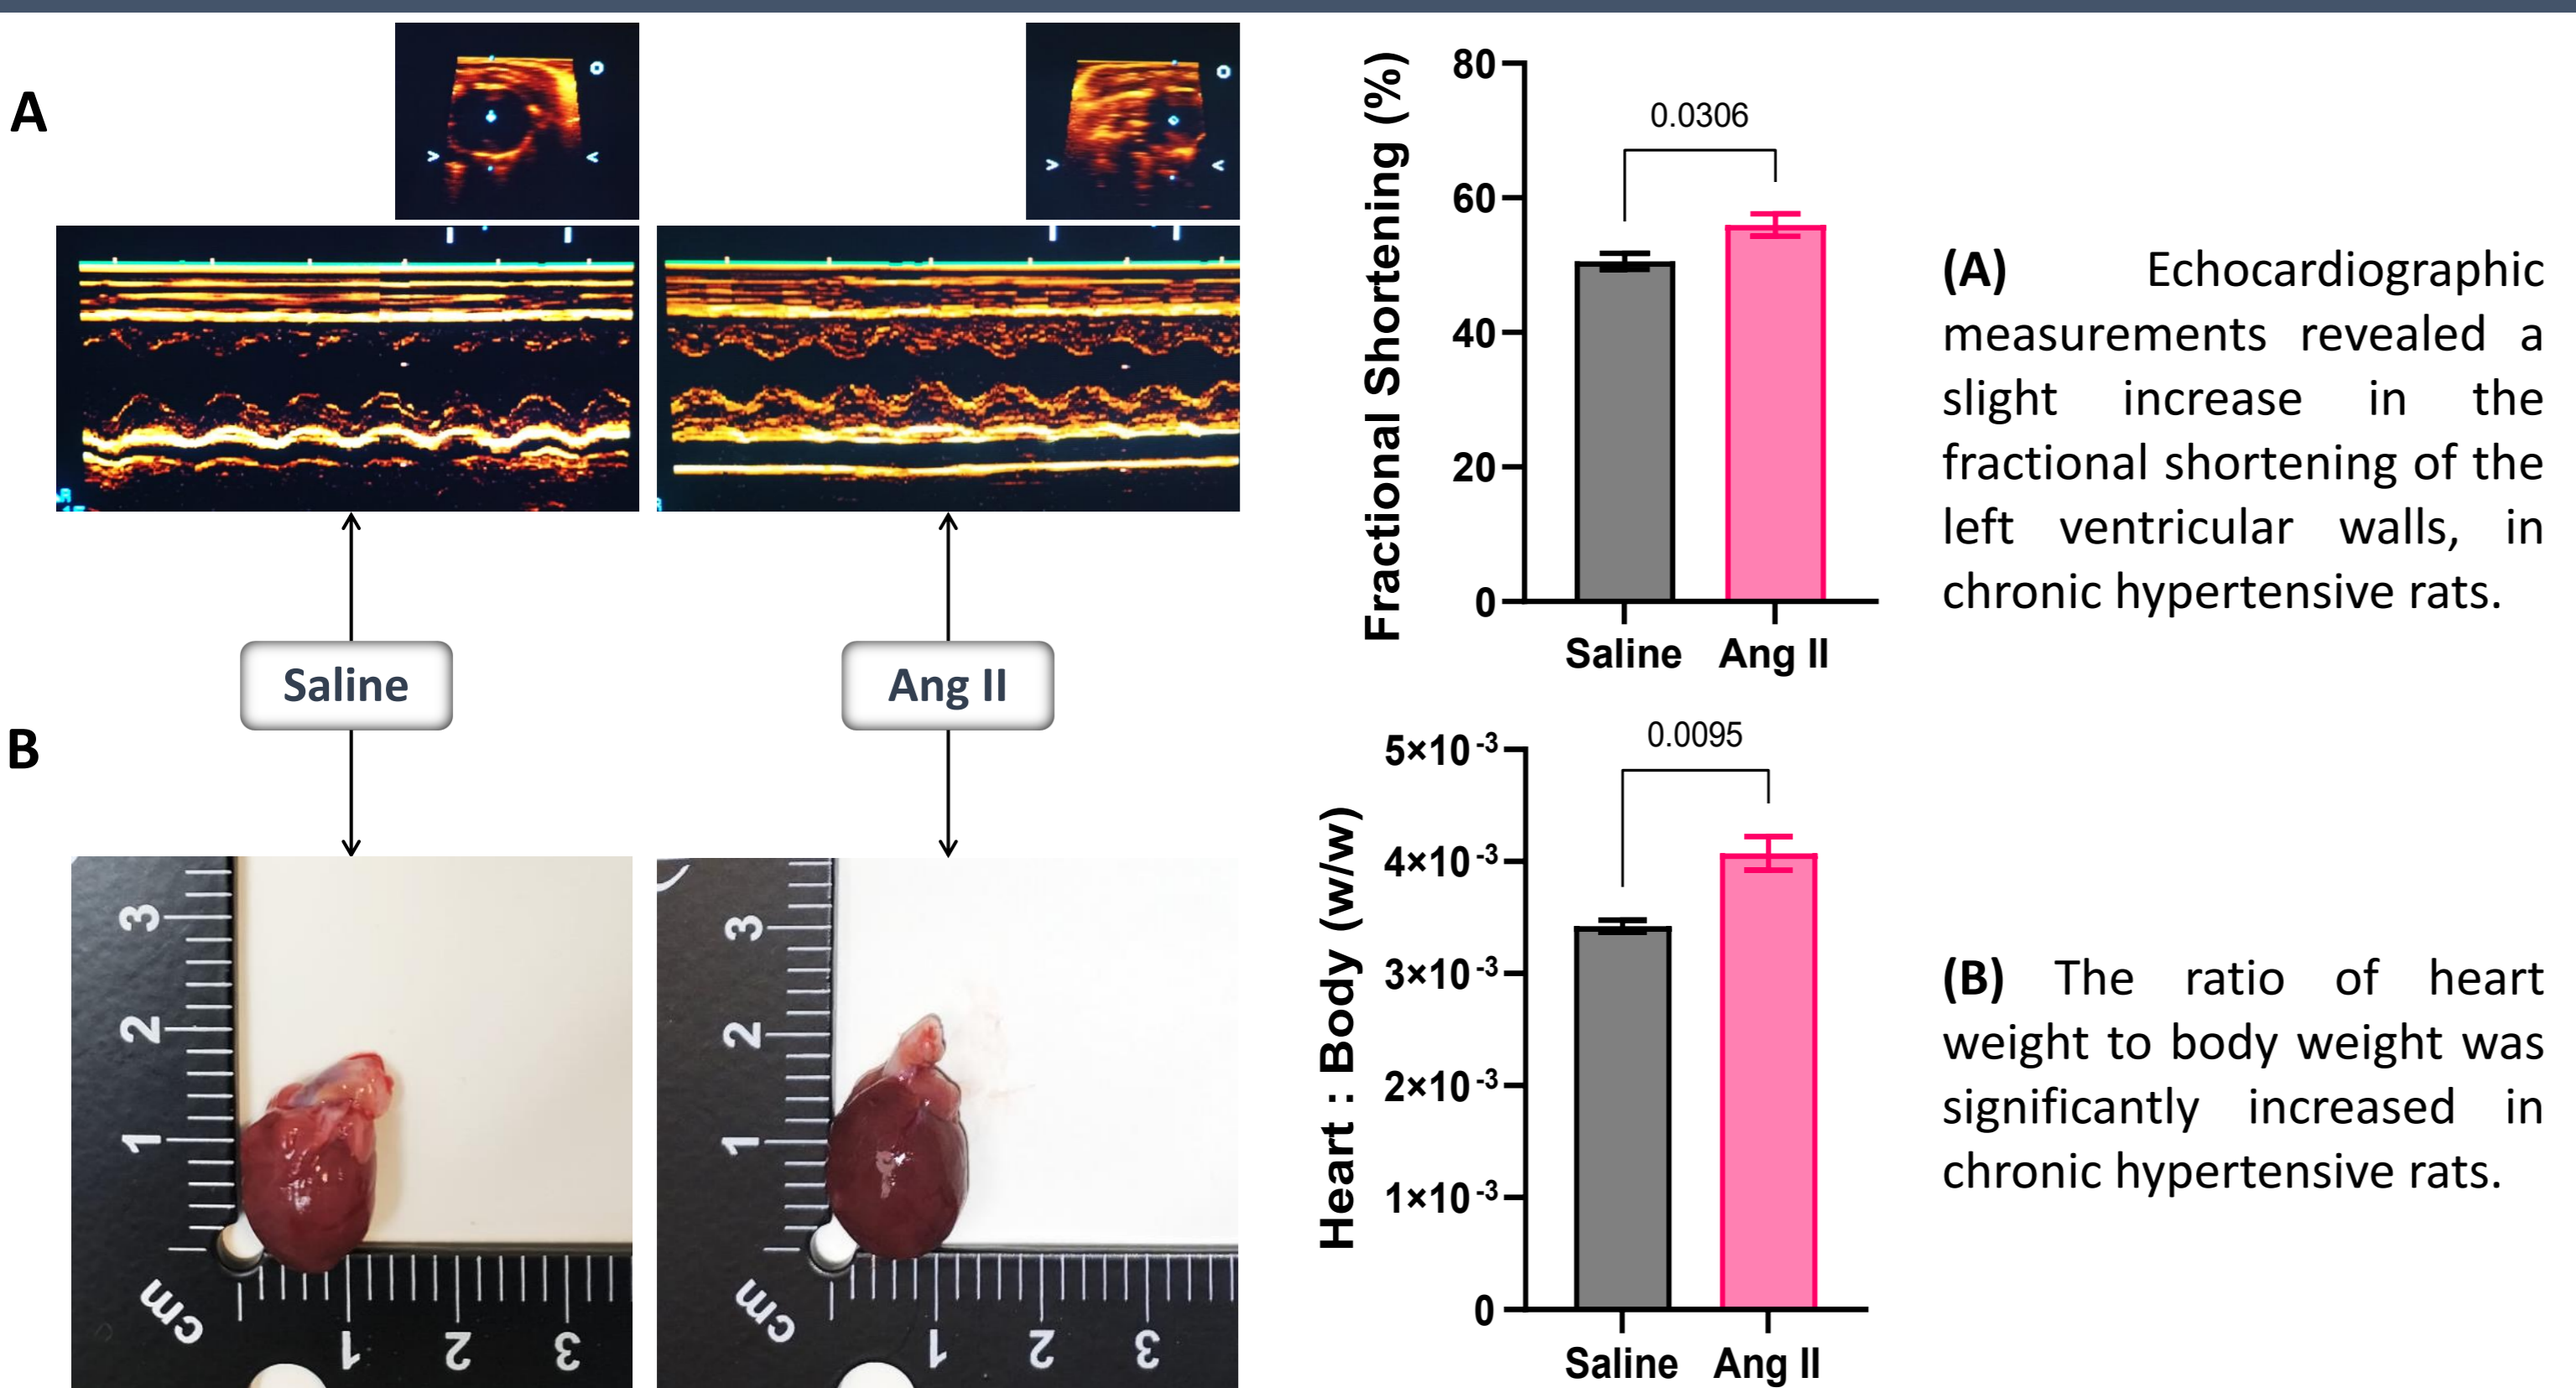 A
Saline
Ang II
B
3
2
1
cm
1
2
3
3
2
1
cm
1
2
3
Fractional Shortening (%)
80
60
40
20
0
0.0306
Saline Ang II
(A) Echocardiographic
measurements revealed a
slight increase in the
fractional shortening of the
left ventricular walls, in
chronic hypertensive rats.
Heart : Body (w/w)
5×10⁻³
4×10⁻³
3×10⁻³
2×10⁻³
1×10⁻³
0
0.0095
Saline Ang II
(B) The ratio of heart
weight to body weight was
significantly increased in
chronic hypertensive rats.